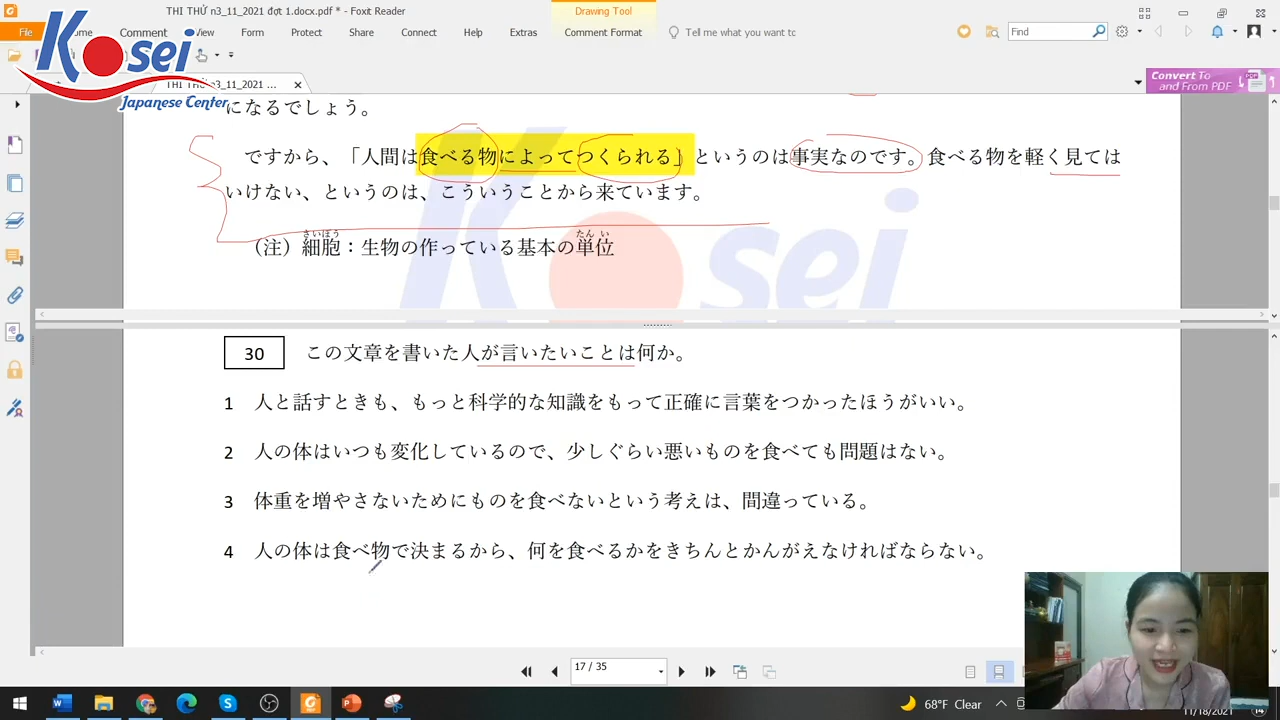 THI THỬ n3_11_2021 đợt 1.docx.pdf * - Foxit Reader
Drawing Tool
File
Home
Comment
View
Form
Protect
Share
Connect
Help
Extras
Comment Format
Tell me what you want tc
Find
Kosei
Japanese Center
THI THỬ n3_11_2021 ...
Convert To
and From PDF
になるでしょう。
ですから、「人間は食べる物によってつくられる」というのは事実なのです。食べる物を軽く見ては
いけない、というのは、こういうことから来ています。
さいぼう
たん い
（注）細胞：生物の作っている基本の単位
Kosei
30 この文章を書いた人が言いたいことは何か。
1 人と話すときも、もっと科学的な知識をもって正確に言葉をつかったほうがいい。
2 人の体はいつも変化しているので、少しぐらい悪いものを食べても問題はない。
3 体重を増やさないためにものを食べないという考えは、間違っている。
4 人の体は食べ物で決まるから、何を食べるかをきちんとかんがえなければならない。
17 / 35
68°F Clear
11/18/2021